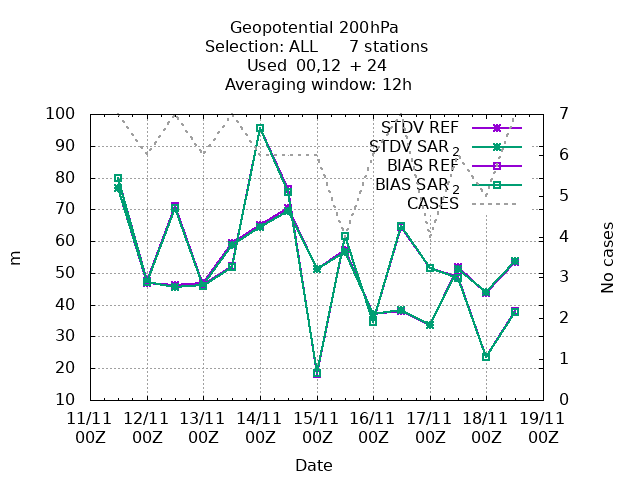 Geopotential 200hPa
Selection: ALL 7 stations
Used 00,12 + 24
Averaging window: 12h
100
90
80
70
60
50
40
30
20
10
m
7
6
5
4
3
2
1
0
No cases
STDV REF
STDV SAR2
BIAS REF
BIAS SAR2
CASES
11/11 12/11 13/11 14/11 15/11 16/11 17/11 18/11 19/11
00Z 00Z 00Z 00Z 00Z 00Z 00Z 00Z 00Z
Date